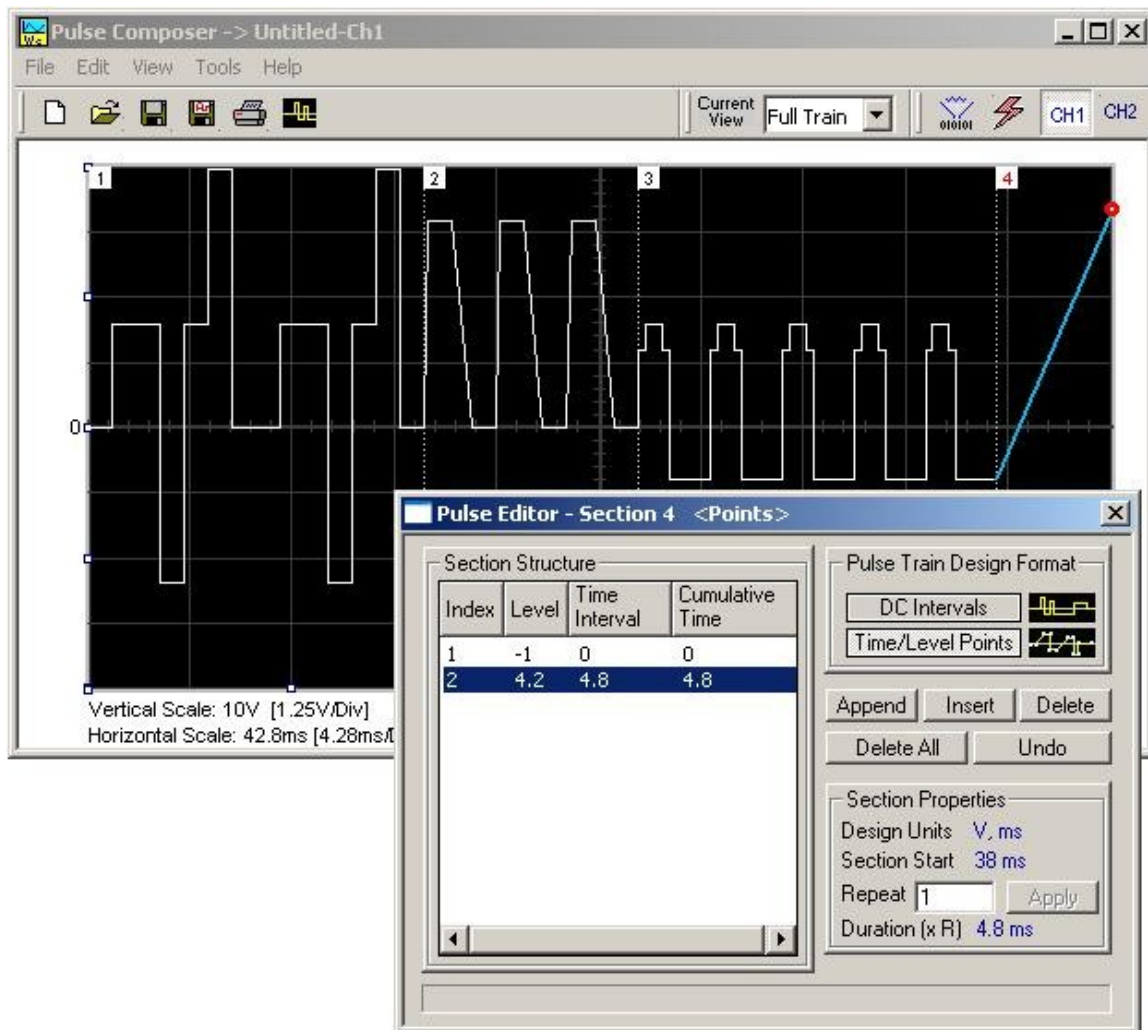 Pulse Composer -> Untitled-Ch1
File Edit View Tools Help
Current View Full Train CH1 CH2
1 2 3 4
0
Vertical Scale: 10V [1.25V/Div]
Horizontal Scale: 42.8ms [4.28ms/
Pulse Editor - Section 4 <Points>
Section Structure
Index Level Time Interval Cumulative Time
1 -1 0 0
2 4.2 4.8 4.8
Pulse Train Design Format
DC Intervals
Time/Level Points
Append Insert Delete
Delete All Undo
Section Properties
Design Units V, ms
Section Start 38 ms
Repeat 1 Apply
Duration (x R) 4.8 ms